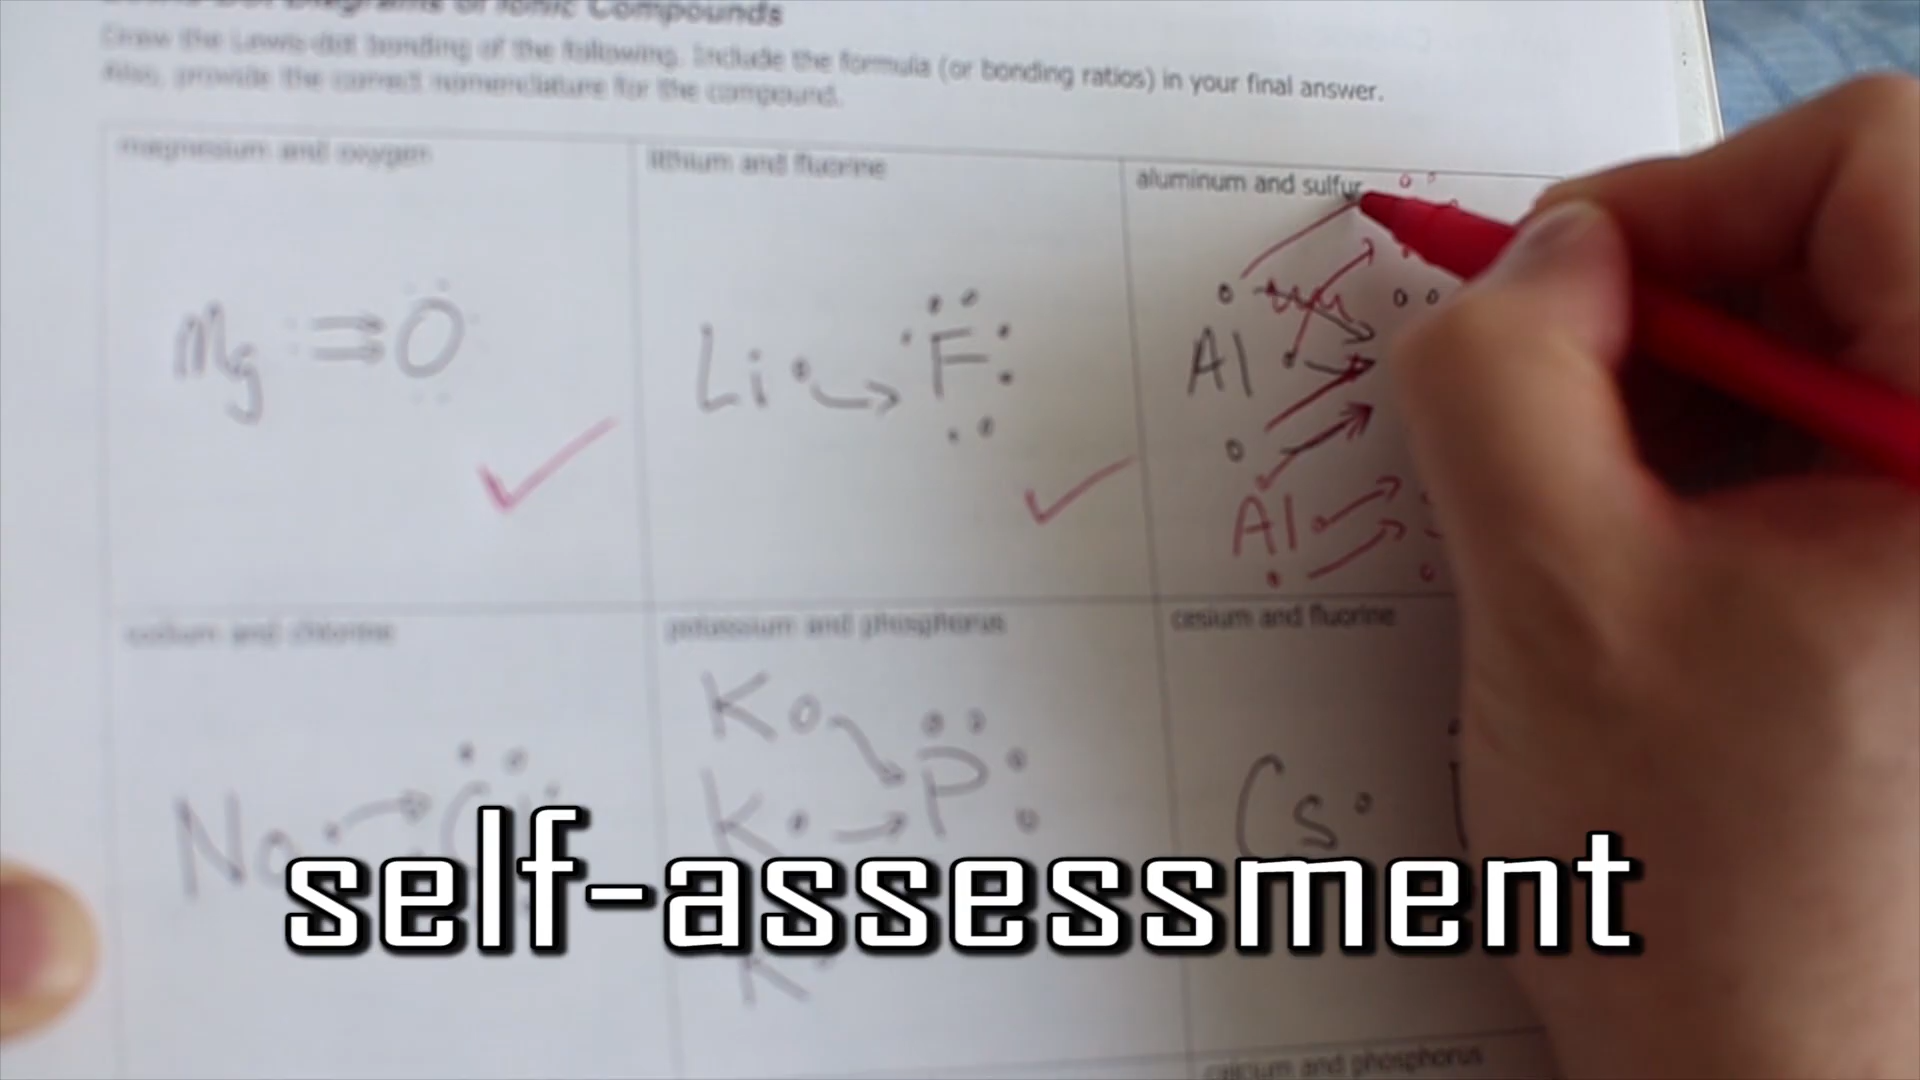 Lewis Dot Diagrams of Ionic Compounds
Draw the Lewis-dot bonding of the following. Include the formula (or bonding ratios) in your final answer.
Also, provide the correct nomenclature for the compound.
magnesium and oxygen
lithium and fluorine
aluminum and sulfur
Mg O
Li F
Al
Al
sodium and chlorine
potassium and phosphorus
cesium and fluorine
Na Cl
K P
K
K
Cs
self-assessment
calcium and phosphorus